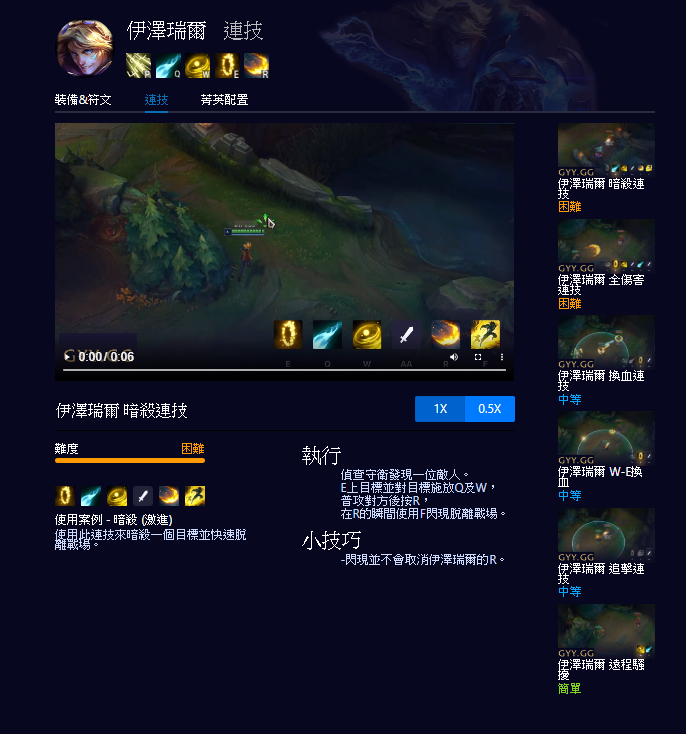 伊澤瑞爾 連技
P Q W E R
裝備&符文 連技 菁英配置
GYY.GG
0:00 / 0:06
E Q W AA R F
伊澤瑞爾 暗殺連技
1X 0.5X
難度 困難
使用案例 - 暗殺 (激進)
使用此連技來暗殺一個目標並快速脫
離戰場。
執行
偵查守衛發現一位敵人。
E上目標並對目標施放Q及W，
普攻對方後按R，
在R的瞬間使用F閃現脫離戰場。
小技巧
-閃現並不會取消伊澤瑞爾的R。
GYY.GG
伊澤瑞爾 暗殺連
技
困難
GYY.GG
伊澤瑞爾 全傷害
連技
困難
GYY.GG
伊澤瑞爾 換血連
技
中等
GYY.GG
伊澤瑞爾 W-E換
血
中等
GYY.GG
伊澤瑞爾 追擊連
技
中等
GYY.GG
伊澤瑞爾 遠程騷
擾
簡單